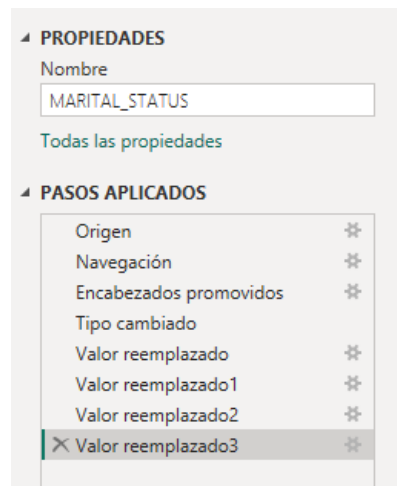 PROPIEDADES
Nombre
MARITAL_STATUS
Todas las propiedades
PASOS APLICADOS
Origen
Navegación
Encabezados promovidos
Tipo cambiado
Valor reemplazado
Valor reemplazado1
Valor reemplazado2
Valor reemplazado3